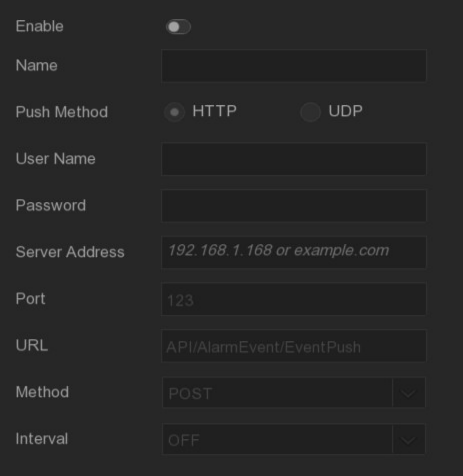 Enable
Name
Push Method HTTP UDP
User Name
Password
Server Address 192.168.1.168 or example.com
Port 123
URL API/AlarmEvent/EventPush
Method POST
Interval OFF